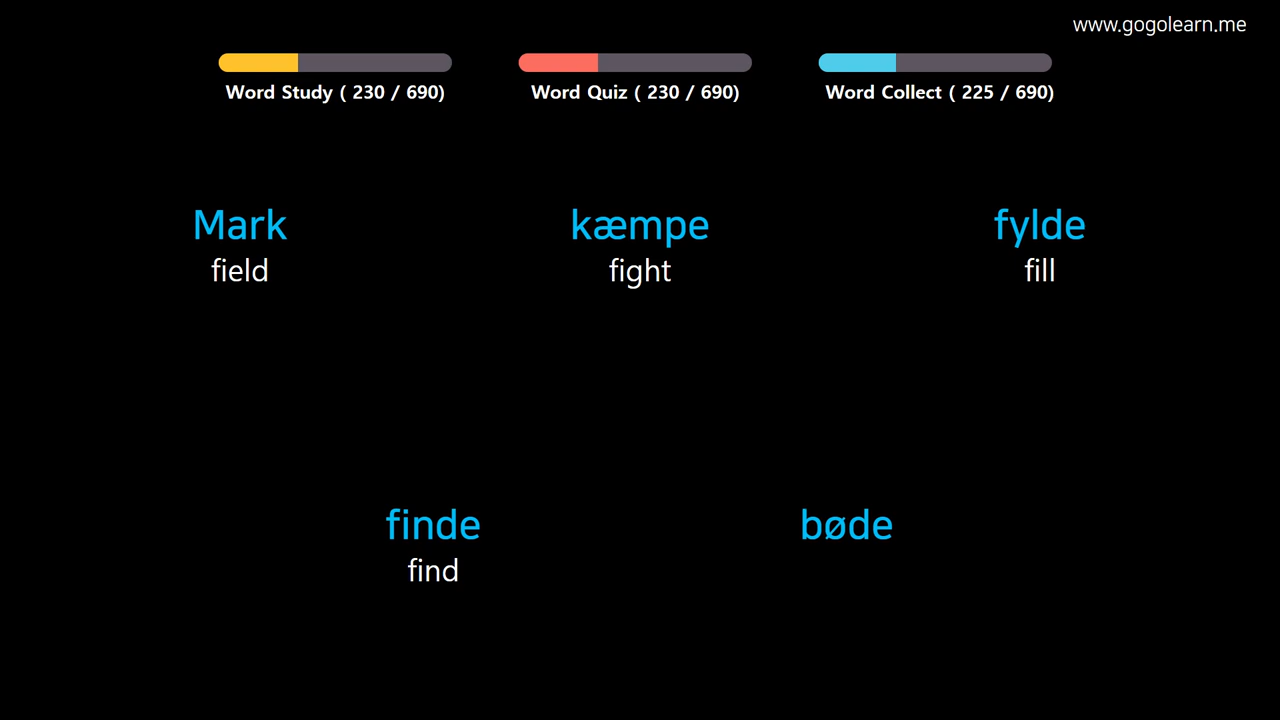 www.gogolearn.me
Word Study ( 230 / 690)
Word Quiz ( 230 / 690)
Word Collect ( 225 / 690)
Mark
field
kæmpe
fight
fylde
fill
finde
find
bøde